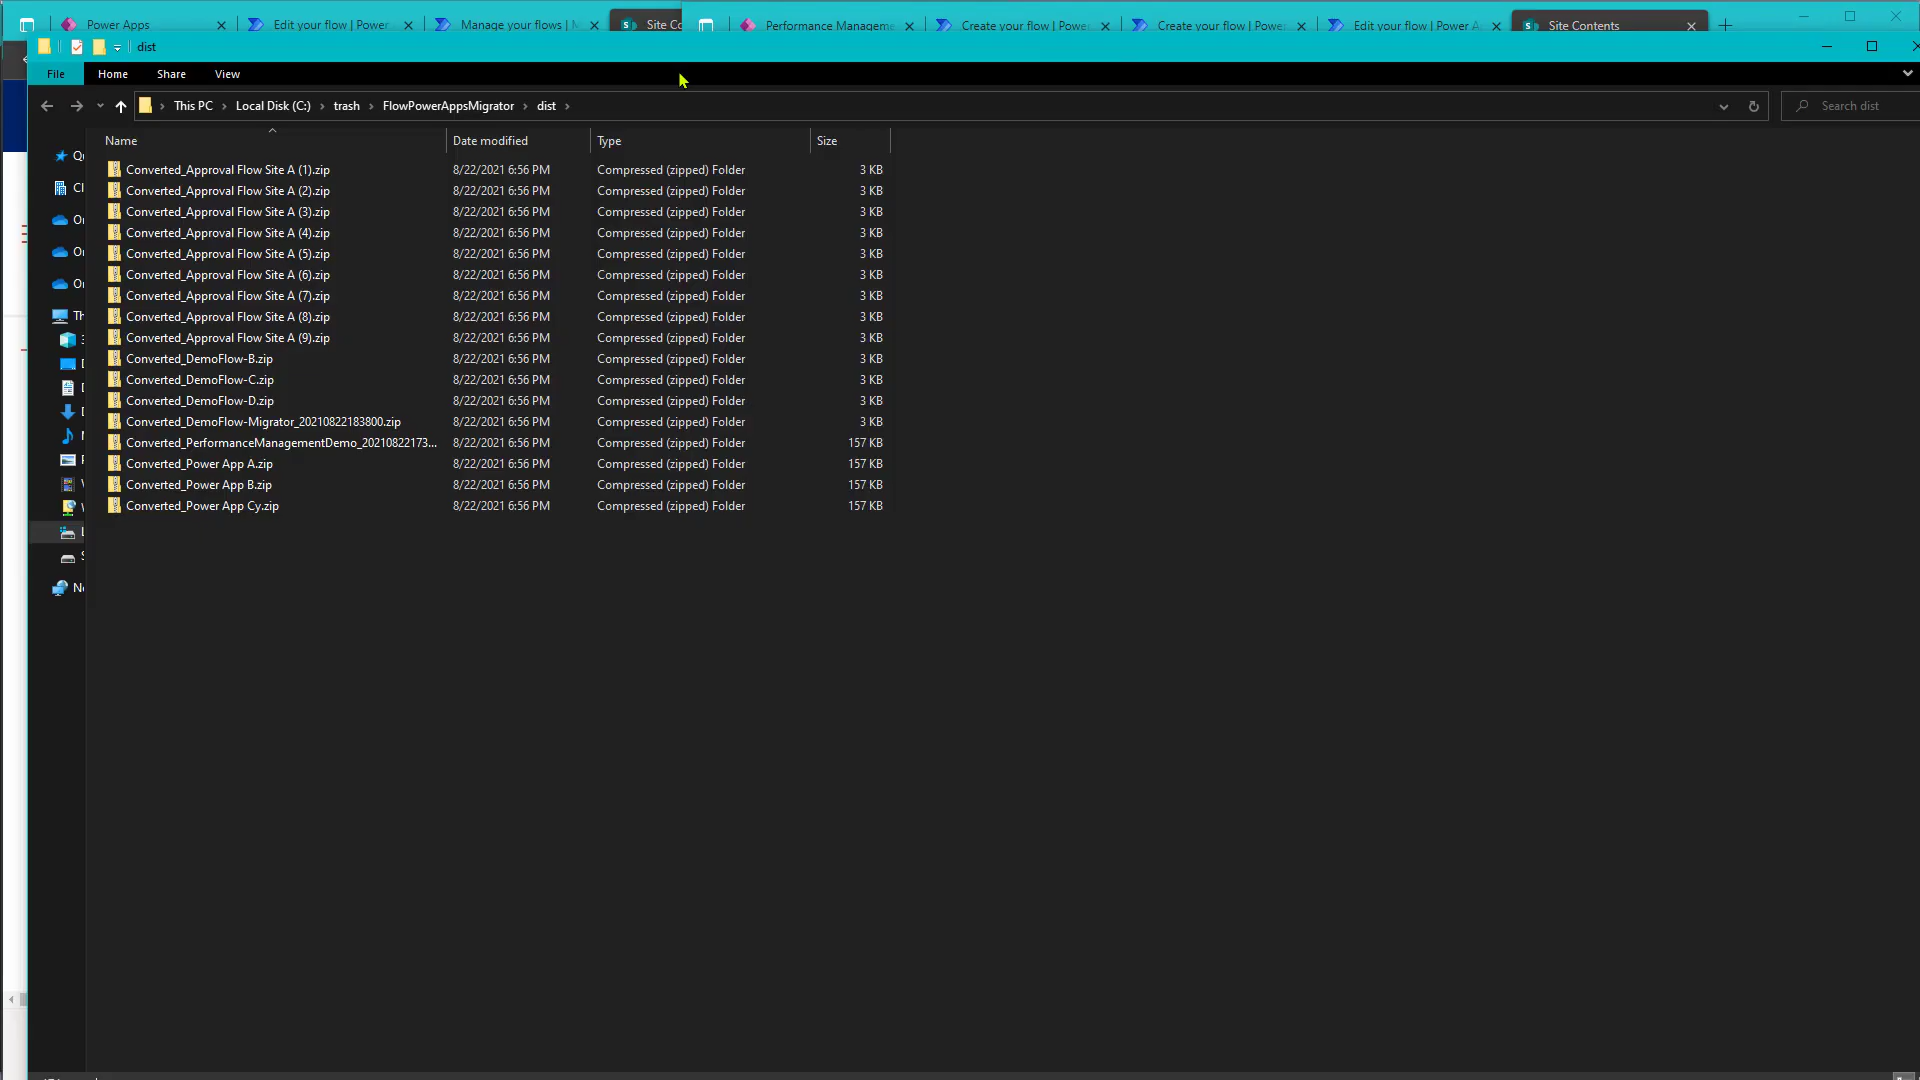 Power Apps
Edit your flow | Power
Manage your flows | M
Site Co
Performance Manageme
Create your flow | Powe
Create your flow | Powe
Edit your flow | Power A
Site Contents
dist
File
Home
Share
View
This PC
Local Disk (C:)
trash
FlowPowerAppsMigrator
dist
Search dist
Name
Date modified
Type
Size
Converted_Approval Flow Site A (1).zip 8/22/2021 6:56 PM Compressed (zipped) Folder 3 KB
Converted_Approval Flow Site A (2).zip 8/22/2021 6:56 PM Compressed (zipped) Folder 3 KB
Converted_Approval Flow Site A (3).zip 8/22/2021 6:56 PM Compressed (zipped) Folder 3 KB
Converted_Approval Flow Site A (4).zip 8/22/2021 6:56 PM Compressed (zipped) Folder 3 KB
Converted_Approval Flow Site A (5).zip 8/22/2021 6:56 PM Compressed (zipped) Folder 3 KB
Converted_Approval Flow Site A (6).zip 8/22/2021 6:56 PM Compressed (zipped) Folder 3 KB
Converted_Approval Flow Site A (7).zip 8/22/2021 6:56 PM Compressed (zipped) Folder 3 KB
Converted_Approval Flow Site A (8).zip 8/22/2021 6:56 PM Compressed (zipped) Folder 3 KB
Converted_Approval Flow Site A (9).zip 8/22/2021 6:56 PM Compressed (zipped) Folder 3 KB
Converted_DemoFlow-B.zip 8/22/2021 6:56 PM Compressed (zipped) Folder 3 KB
Converted_DemoFlow-C.zip 8/22/2021 6:56 PM Compressed (zipped) Folder 3 KB
Converted_DemoFlow-D.zip 8/22/2021 6:56 PM Compressed (zipped) Folder 3 KB
Converted_DemoFlow-Migrator_20210822183800.zip 8/22/2021 6:56 PM Compressed (zipped) Folder 3 KB
Converted_PerformanceManagementDemo_20210822173... 8/22/2021 6:56 PM Compressed (zipped) Folder 157 KB
Converted_Power App A.zip 8/22/2021 6:56 PM Compressed (zipped) Folder 157 KB
Converted_Power App B.zip 8/22/2021 6:56 PM Compressed (zipped) Folder 157 KB
Converted_Power App Cy.zip 8/22/2021 6:56 PM Compressed (zipped) Folder 157 KB